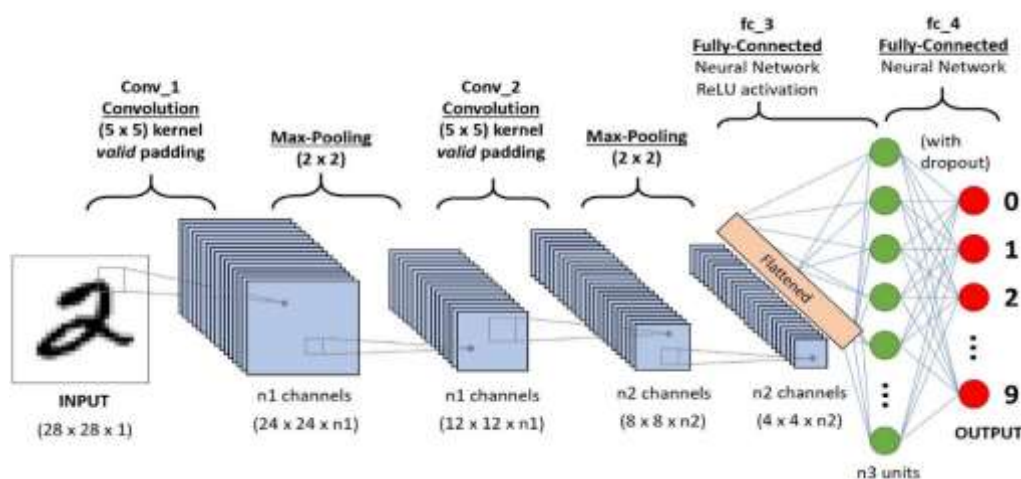 fc_3
Fully-Connected
Neural Network
ReLU activation
fc_4
Fully-Connected
Neural Network
Conv_1
Convolution
(5 x 5) kernel
valid padding
Max-Pooling
(2 x 2)
Conv_2
Convolution
(5 x 5) kernel
valid padding
Max-Pooling
(2 x 2)
(with
dropout)
Flattened
0
1
2
9
INPUT
(28 x 28 x 1)
n1 channels
(24 x 24 x n1)
n1 channels
(12 x 12 x n1)
n2 channels
(8 x 8 x n2)
n2 channels
(4 x 4 x n2)
n3 units
OUTPUT
2